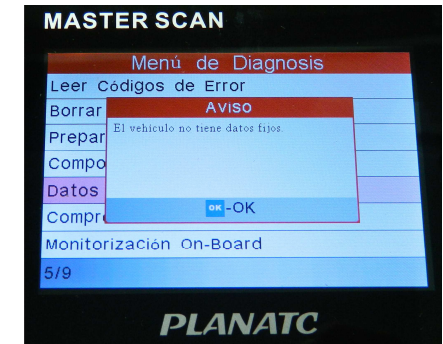 MASTER SCAN
Menú de Diagnosis
Leer Códigos de Error
Borrar
Aviso
El vehiculo no tiene datos fijos.
Prepar
Compo
Datos
OK -OK
Compr
Monitorización On-Board
5/9
PLANATC